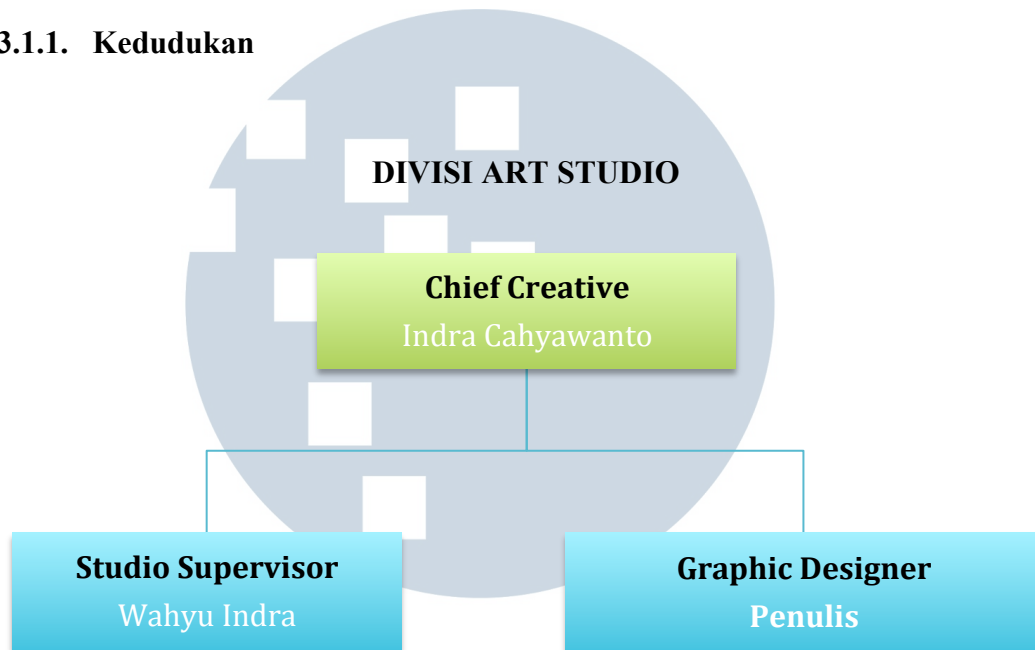 3.1.1. Kedudukan
DIVISI ART STUDIO
Chief Creative
Indra Cahyawanto
Studio Supervisor
Wahyu Indra
Graphic Designer
Penulis